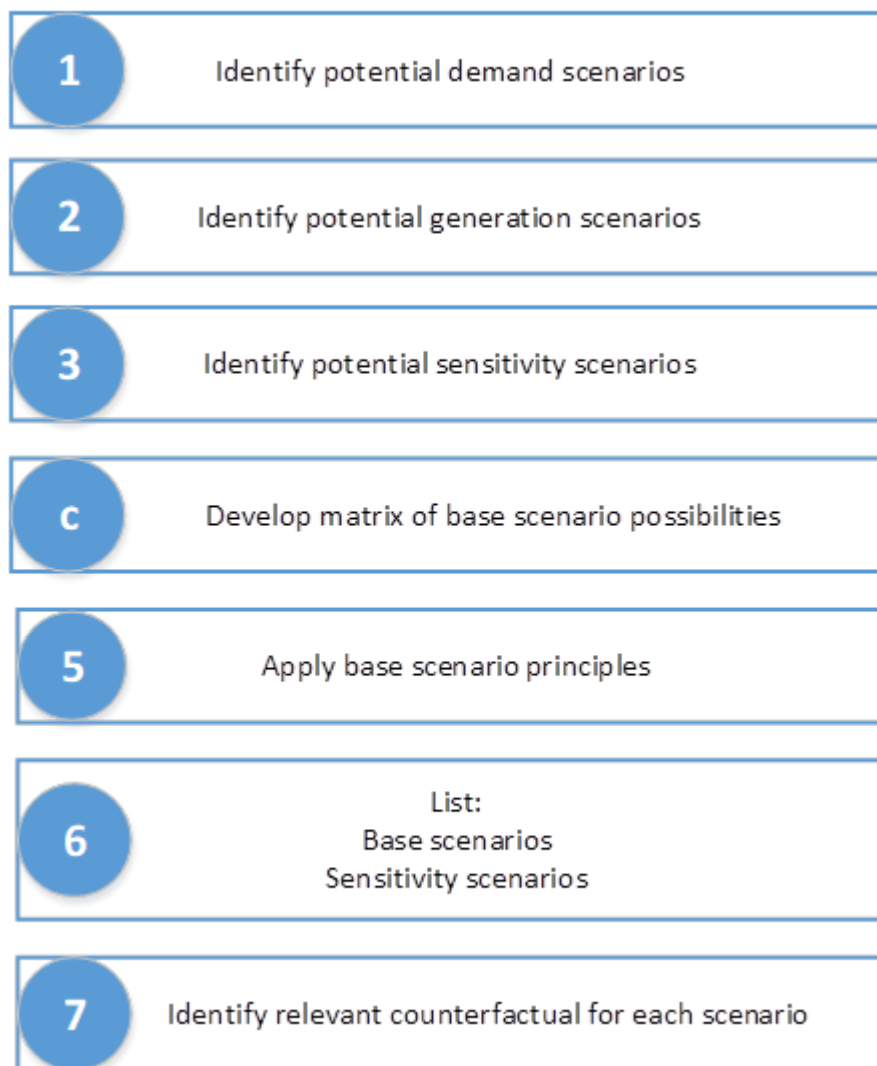 1
Identify potential demand scenarios
2
Identify potential generation scenarios
3
Identify potential sensitivity scenarios
c
Develop matrix of base scenario possibilities
5
Apply base scenario principles
6
List:
Base scenarios
Sensitivity scenarios
7
Identify relevant counterfactual for each scenario